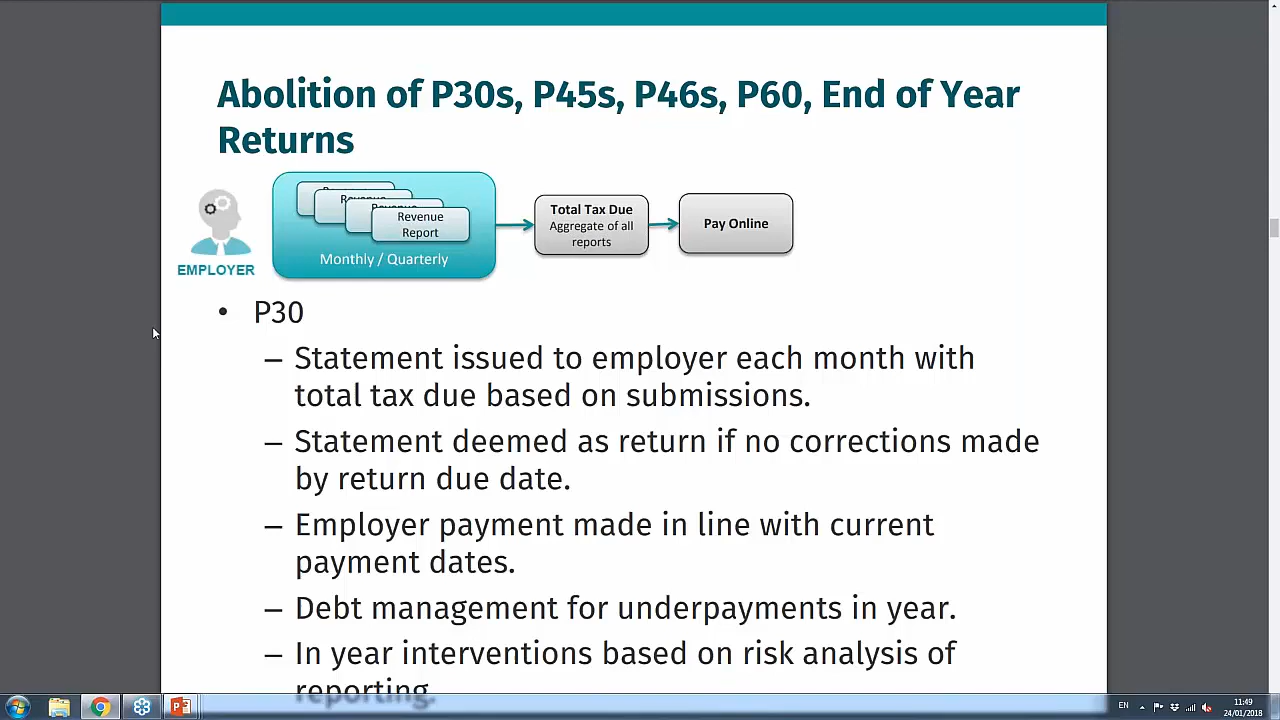 Abolition of P30s, P45s, P46s, P60, End of Year
Returns
Revenue
Revenue
Revenue
Report
Monthly / Quarterly
EMPLOYER
Total Tax Due
Aggregate of all
reports
Pay Online
• P30
– Statement issued to employer each month with
total tax due based on submissions.
– Statement deemed as return if no corrections made
by return due date.
– Employer payment made in line with current
payment dates.
– Debt management for underpayments in year.
– In year interventions based on risk analysis of
reporting.
EN
11:49
24/01/2018